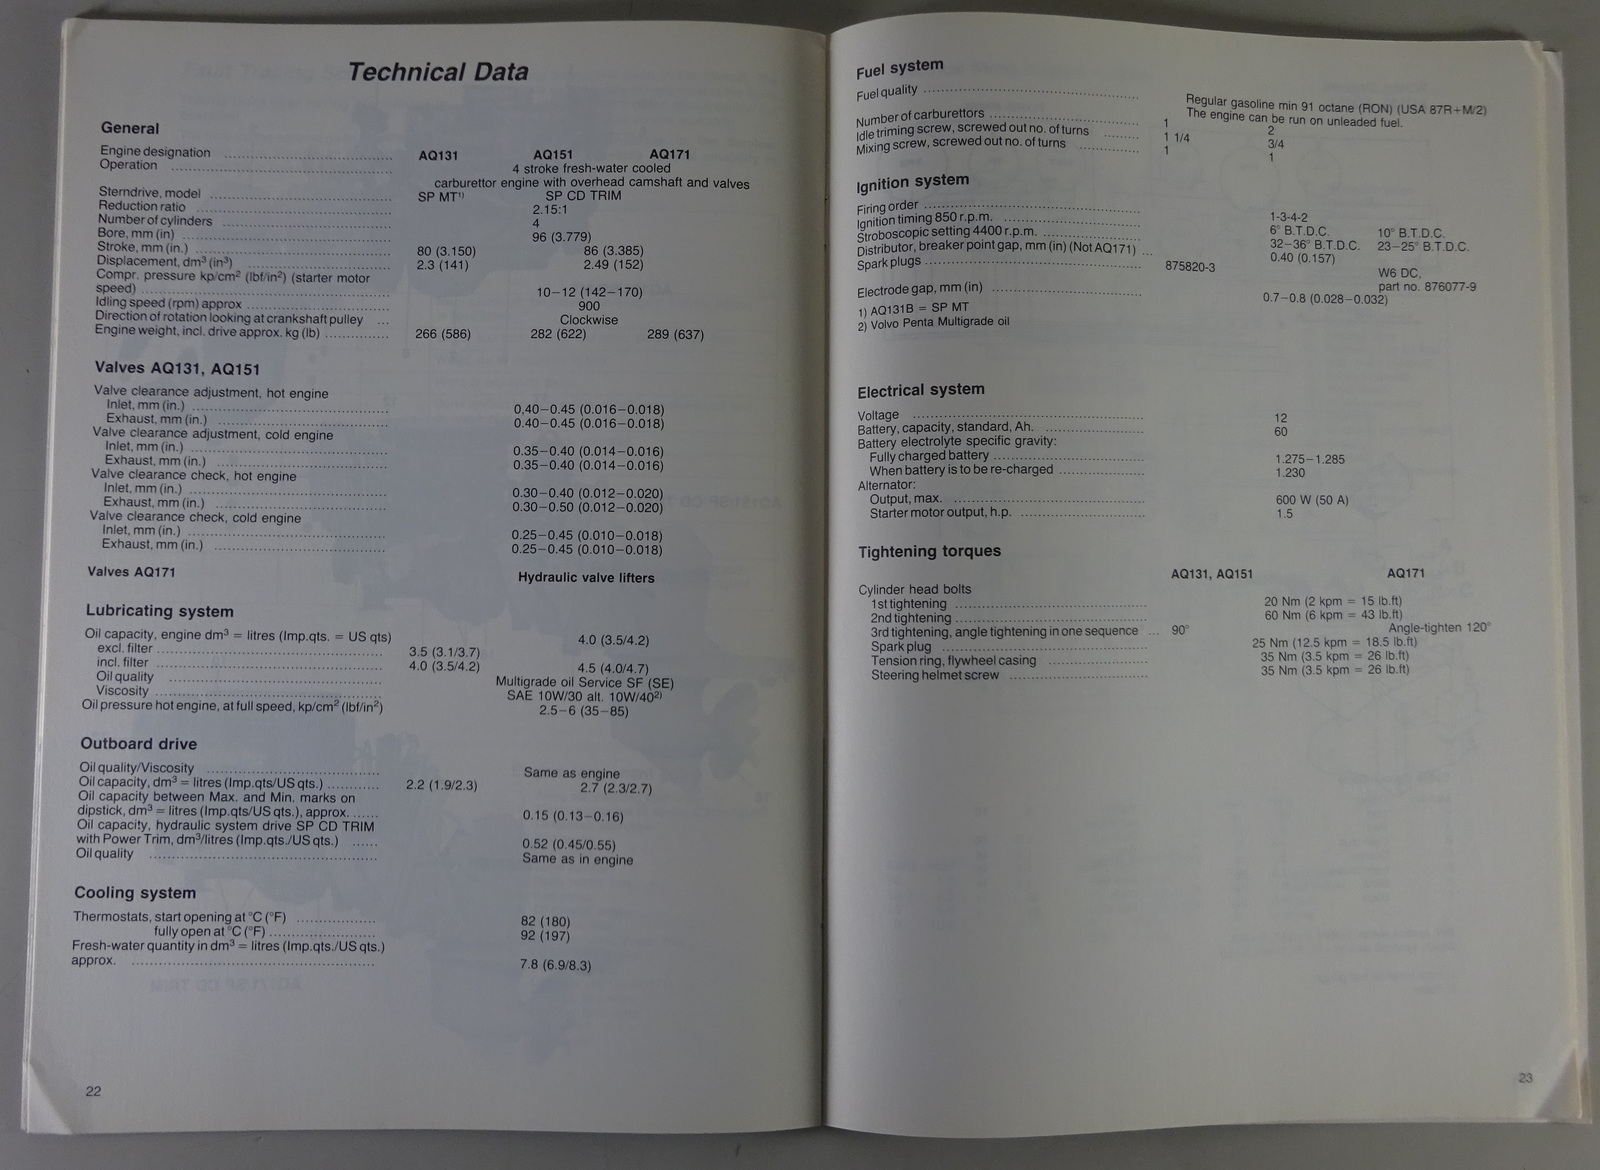 Technical Data
General
Engine designation ........ AQ131 AQ151 AQ171
Operation ........ 4 stroke fresh-water cooled
carburettor engine with overhead camshaft and valves
Sterndrive, model ........ SP MT¹⁾ SP CD TRIM
Reduction ratio ........ 2.15:1
Number of cylinders ........ 4
Bore, mm (in) ........ 96 (3.779)
Stroke, mm (in.) ........ 80 (3.150) 86 (3.385)
Displacement, dm³ (in³) ........ 2.3 (141) 2.49 (152)
Compr. pressure kp/cm² (lbf/in²) (starter motor
speed) ........ 10–12 (142–170)
Idling speed (rpm) approx ........ 900
Direction of rotation looking at crankshaft pulley ... Clockwise
Engine weight, incl. drive approx. kg (lb) ........ 266 (586) 282 (622) 289 (637)
Valves AQ131, AQ151
Valve clearance adjustment, hot engine
Inlet, mm (in.) ........ 0,40–0.45 (0.016–0.018)
Exhaust, mm (in.) ........ 0.40–0.45 (0.016–0.018)
Valve clearance adjustment, cold engine
Inlet, mm (in.) ........ 0.35–0.40 (0.014–0.016)
Exhaust, mm (in.) ........ 0.35–0.40 (0.014–0.016)
Valve clearance check, hot engine
Inlet, mm (in.) ........ 0.30–0.40 (0.012–0.020)
Exhaust, mm (in.) ........ 0.30–0.50 (0.012–0.020)
Valve clearance check, cold engine
Inlet, mm (in.) ........ 0.25–0.45 (0.010–0.018)
Exhaust, mm (in.) ........ 0.25–0.45 (0.010–0.018)
Valves AQ171 Hydraulic valve lifters
Lubricating system
Oil capacity, engine dm³ = litres (Imp.qts. = US qts)
excl. filter ........ 3.5 (3.1/3.7) 4.0 (3.5/4.2)
incl. filter ........ 4.0 (3.5/4.2) 4.5 (4.0/4.7)
Oil quality ........ Multigrade oil Service SF (SE)
Viscosity ........ SAE 10W/30 alt. 10W/40²⁾
Oil pressure hot engine, at full speed, kp/cm² (lbf/in²) 2.5–6 (35–85)
Outboard drive
Oil quality/Viscosity ........ Same as engine
Oil capacity, dm³ = litres (Imp.qts/US qts.) ........ 2.2 (1.9/2.3) 2.7 (2.3/2.7)
Oil capacity between Max. and Min. marks on
dipstick, dm³ = litres (Imp.qts/US qts.), approx. ...... 0.15 (0.13–0.16)
Oil capacity, hydraulic system drive SP CD TRIM
with Power Trim, dm³/litres (Imp.qts./US qts.) ...... 0.52 (0.45/0.55)
Oil quality ........ Same as in engine
Cooling system
Thermostats, start opening at °C (°F) ........ 82 (180)
fully open at °C (°F) ........ 92 (197)
Fresh-water quantity in dm³ = litres (Imp.qts./US qts.)
approx. ........ 7.8 (6.9/8.3)
22
Fuel system
Fuel quality ........ Regular gasoline min 91 octane (RON) (USA 87R+M/2)
The engine can be run on unleaded fuel.
Number of carburettors ........ 1 2
Idle triming screw, screwed out no. of turns ........ 1 1/4 3/4
Mixing screw, screwed out no. of turns ........ 1 1
Ignition system
Firing order ........ 1-3-4-2
Ignition timing 850 r.p.m. ........ 6° B.T.D.C. 10° B.T.D.C.
Stroboscopic setting 4400 r.p.m. ........ 32–36° B.T.D.C. 23–25° B.T.D.C.
Distributor, breaker point gap, mm (in) (Not AQ171) ... 0.40 (0.157)
Spark plugs ........ 875820-3 W6 DC,
part no. 876077-9
Electrode gap, mm (in) ........ 0.7–0.8 (0.028–0.032)
1) AQ131B = SP MT
2) Volvo Penta Multigrade oil
Electrical system
Voltage ........ 12
Battery, capacity, standard, Ah. ........ 60
Battery electrolyte specific gravity:
Fully charged battery ........ 1.275–1.285
When battery is to be re-charged ........ 1.230
Alternator:
Output, max. ........ 600 W (50 A)
Starter motor output, h.p. ........ 1.5
Tightening torques
AQ131, AQ151 AQ171
Cylinder head bolts
1st tightening ........ 20 Nm (2 kpm = 15 lb.ft)
2nd tightening ........ 60 Nm (6 kpm = 43 lb.ft)
3rd tightening, angle tightening in one sequence ... 90° Angle-tighten 120°
Spark plug ........ 25 Nm (12.5 kpm = 18.5 lb.ft)
Tension ring, flywheel casing ........ 35 Nm (3.5 kpm = 26 lb.ft)
Steering helmet screw ........ 35 Nm (3.5 kpm = 26 lb.ft)
23